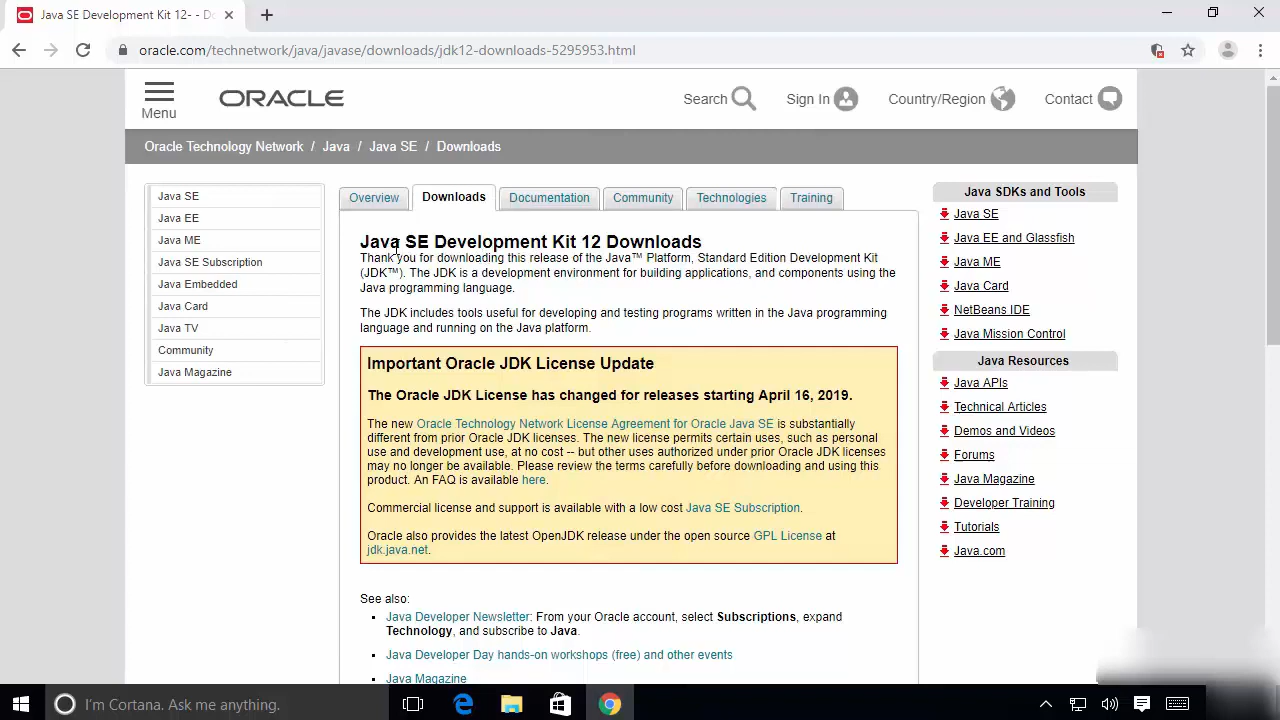 Java SE Development Kit 12- - Do
oracle.com/technetwork/java/javase/downloads/jdk12-downloads-5295953.html
Menu
ORACLE
Search
Sign In
Country/Region
Contact
Oracle Technology Network / Java / Java SE / Downloads
Java SE
Java EE
Java ME
Java SE Subscription
Java Embedded
Java Card
Java TV
Community
Java Magazine
Overview
Downloads
Documentation
Community
Technologies
Training
Java SE Development Kit 12 Downloads
Thank you for downloading this release of the Java™ Platform, Standard Edition Development Kit
(JDK™). The JDK is a development environment for building applications, and components using the
Java programming language.
The JDK includes tools useful for developing and testing programs written in the Java programming
language and running on the Java platform.
Important Oracle JDK License Update
The Oracle JDK License has changed for releases starting April 16, 2019.
The new Oracle Technology Network License Agreement for Oracle Java SE is substantially
different from prior Oracle JDK licenses. The new license permits certain uses, such as personal
use and development use, at no cost -- but other uses authorized under prior Oracle JDK licenses
may no longer be available. Please review the terms carefully before downloading and using this
product. An FAQ is available here.
Commercial license and support is available with a low cost Java SE Subscription.
Oracle also provides the latest OpenJDK release under the open source GPL License at
jdk.java.net.
See also:
Java Developer Newsletter: From your Oracle account, select Subscriptions, expand
Technology, and subscribe to Java.
Java Developer Day hands-on workshops (free) and other events
Java Magazine
Java SDKs and Tools
Java SE
Java EE and Glassfish
Java ME
Java Card
NetBeans IDE
Java Mission Control
Java Resources
Java APIs
Technical Articles
Demos and Videos
Forums
Java Magazine
Developer Training
Tutorials
Java.com
I'm Cortana. Ask me anything.